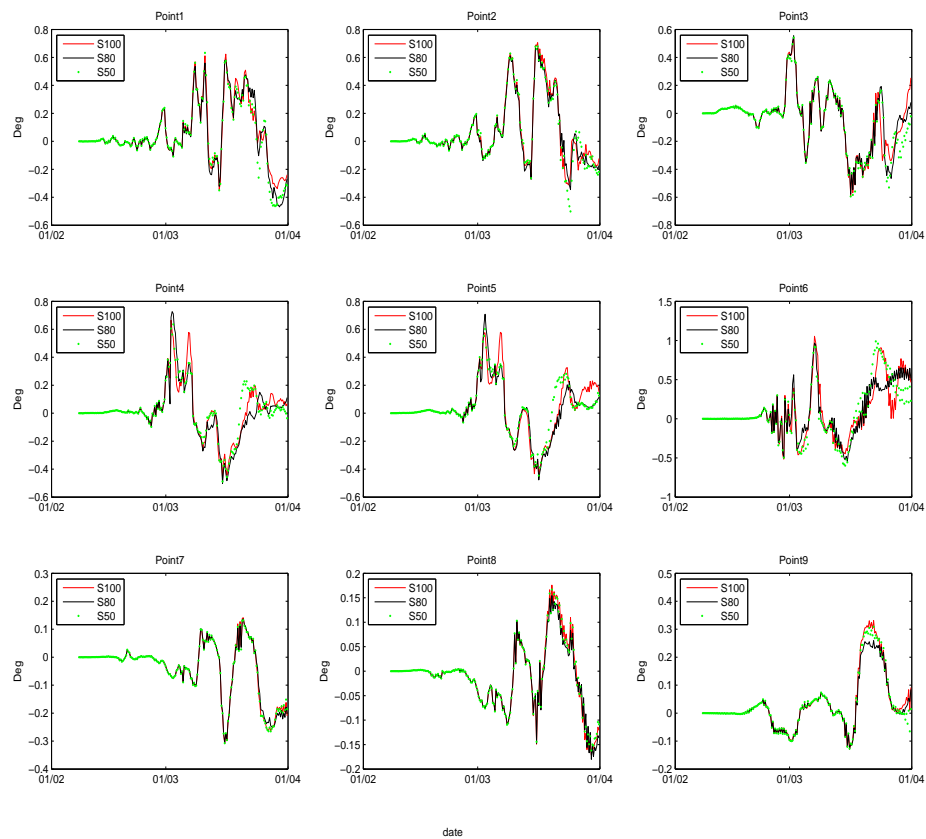 Point1
Point2
Point3
0.8
0.6
0.4
0.2
0
−0.2
−0.4
−0.6
Deg
S100
S80
S50
01/02
01/03
01/04
0.8
0.6
0.4
0.2
0
−0.2
−0.4
−0.6
Deg
S100
S80
S50
01/02
01/03
01/04
0.6
0.4
0.2
0
−0.2
−0.4
−0.6
−0.8
Deg
S100
S80
S50
01/02
01/03
01/04
Point4
Point5
Point6
0.8
0.6
0.4
0.2
0
−0.2
−0.4
−0.6
Deg
S100
S80
S50
01/02
01/03
01/04
0.8
0.6
0.4
0.2
0
−0.2
−0.4
−0.6
Deg
S100
S80
S50
01/02
01/03
01/04
1.5
1
0.5
0
−0.5
−1
Deg
S100
S80
S50
01/02
01/03
01/04
Point7
Point8
Point9
0.3
0.2
0.1
0
−0.1
−0.2
−0.3
−0.4
Deg
S100
S80
S50
01/02
01/03
01/04
0.2
0.15
0.1
0.05
0
−0.05
−0.1
−0.15
−0.2
Deg
S100
S80
S50
01/02
01/03
01/04
0.5
0.4
0.3
0.2
0.1
0
−0.1
−0.2
Deg
S100
S80
S50
01/02
01/03
01/04
date